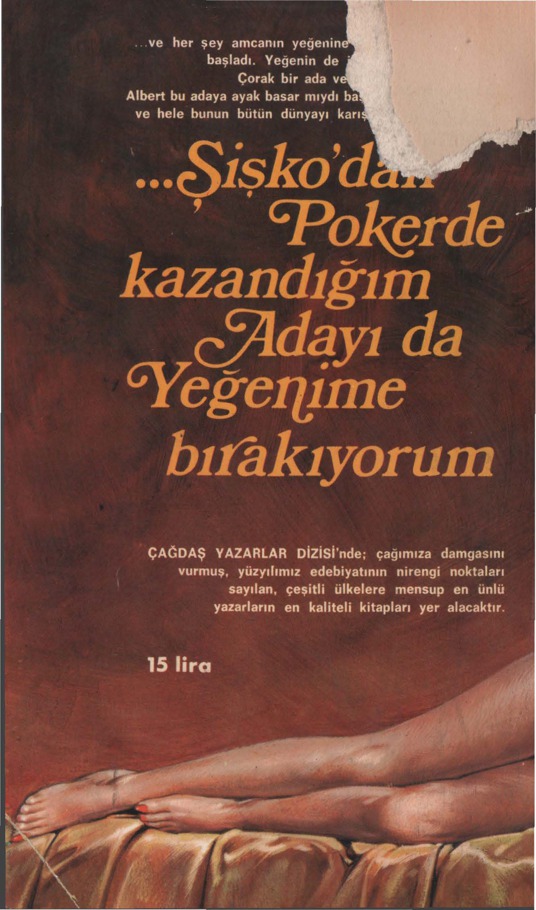 ...ve her şey amcanın yeğenine
başladı. Yeğenin de
Çorak bir ada ve
Albert bu adaya ayak basar mıydı
ve hele bunun bütün dünyayı
...Şişko'dan
Pokerde
kazandığım
Adayı da
Yeğenime
bırakıyorum
ÇAĞDAŞ YAZARLAR DİZİSİ'nde; çağımıza damgasını
vurmuş, yüzyılımız edebiyatının nirengi noktaları
sayılan, çeşitli ülkelere mensup en ünlü
yazarların en kaliteli kitapları yer alacaktır.
15 lira